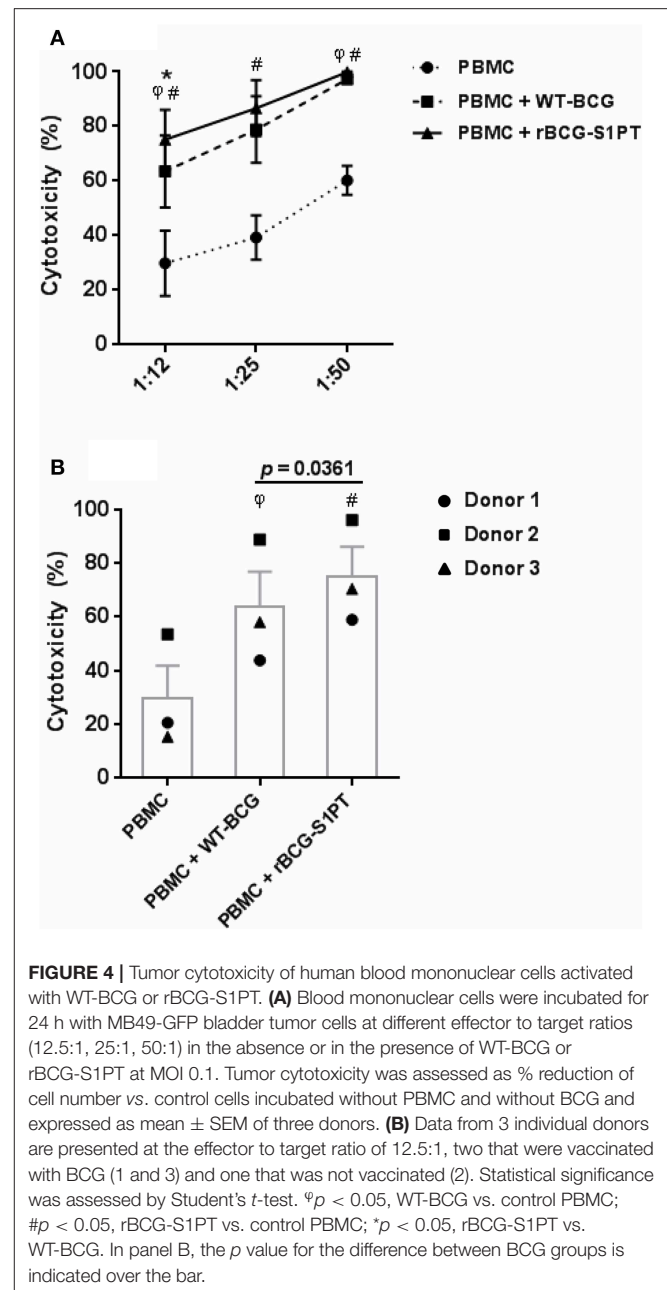 A
*
φ #
#
φ #
100
80
60
40
20
0
Cytotoxicity (%)
1:12
1:25
1:50
PBMC
PBMC + WT-BCG
PBMC + rBCG-S1PT
B
p = 0.0361
φ
#
100
80
60
40
20
0
Cytotoxicity (%)
PBMC
PBMC + WT-BCG
PBMC + rBCG-S1PT
Donor 1
Donor 2
Donor 3
FIGURE 4 | Tumor cytotoxicity of human blood mononuclear cells activated
with WT-BCG or rBCG-S1PT. (A) Blood mononuclear cells were incubated for
24 h with MB49-GFP bladder tumor cells at different effector to target ratios
(12.5:1, 25:1, 50:1) in the absence or in the presence of WT-BCG or
rBCG-S1PT at MOI 0.1. Tumor cytotoxicity was assessed as % reduction of
cell number vs. control cells incubated without PBMC and without BCG and
expressed as mean ± SEM of three donors. (B) Data from 3 individual donors
are presented at the effector to target ratio of 12.5:1, two that were vaccinated
with BCG (1 and 3) and one that was not vaccinated (2). Statistical significance
was assessed by Student's t-test. φp < 0.05, WT-BCG vs. control PBMC;
#p < 0.05, rBCG-S1PT vs. control PBMC; *p < 0.05, rBCG-S1PT vs.
WT-BCG. In panel B, the p value for the difference between BCG groups is
indicated over the bar.